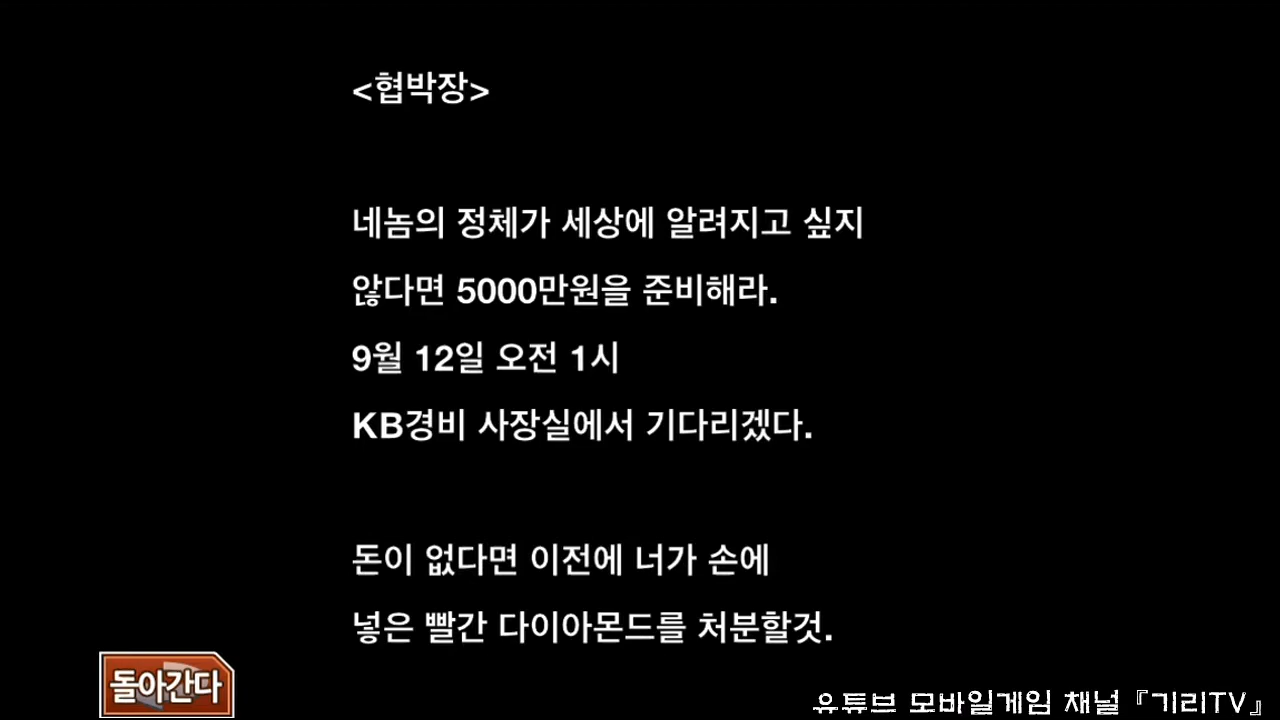 <협박장>
네놈의 정체가 세상에 알려지고 싶지
않다면 5000만원을 준비해라.
9월 12일 오전 1시
KB경비 사장실에서 기다리겠다.
돈이 없다면 이전에 너가 손에
넣은 빨간 다이아몬드를 처분할것.
돌아간다
유튜브 모바일게임 채널『기리TV』